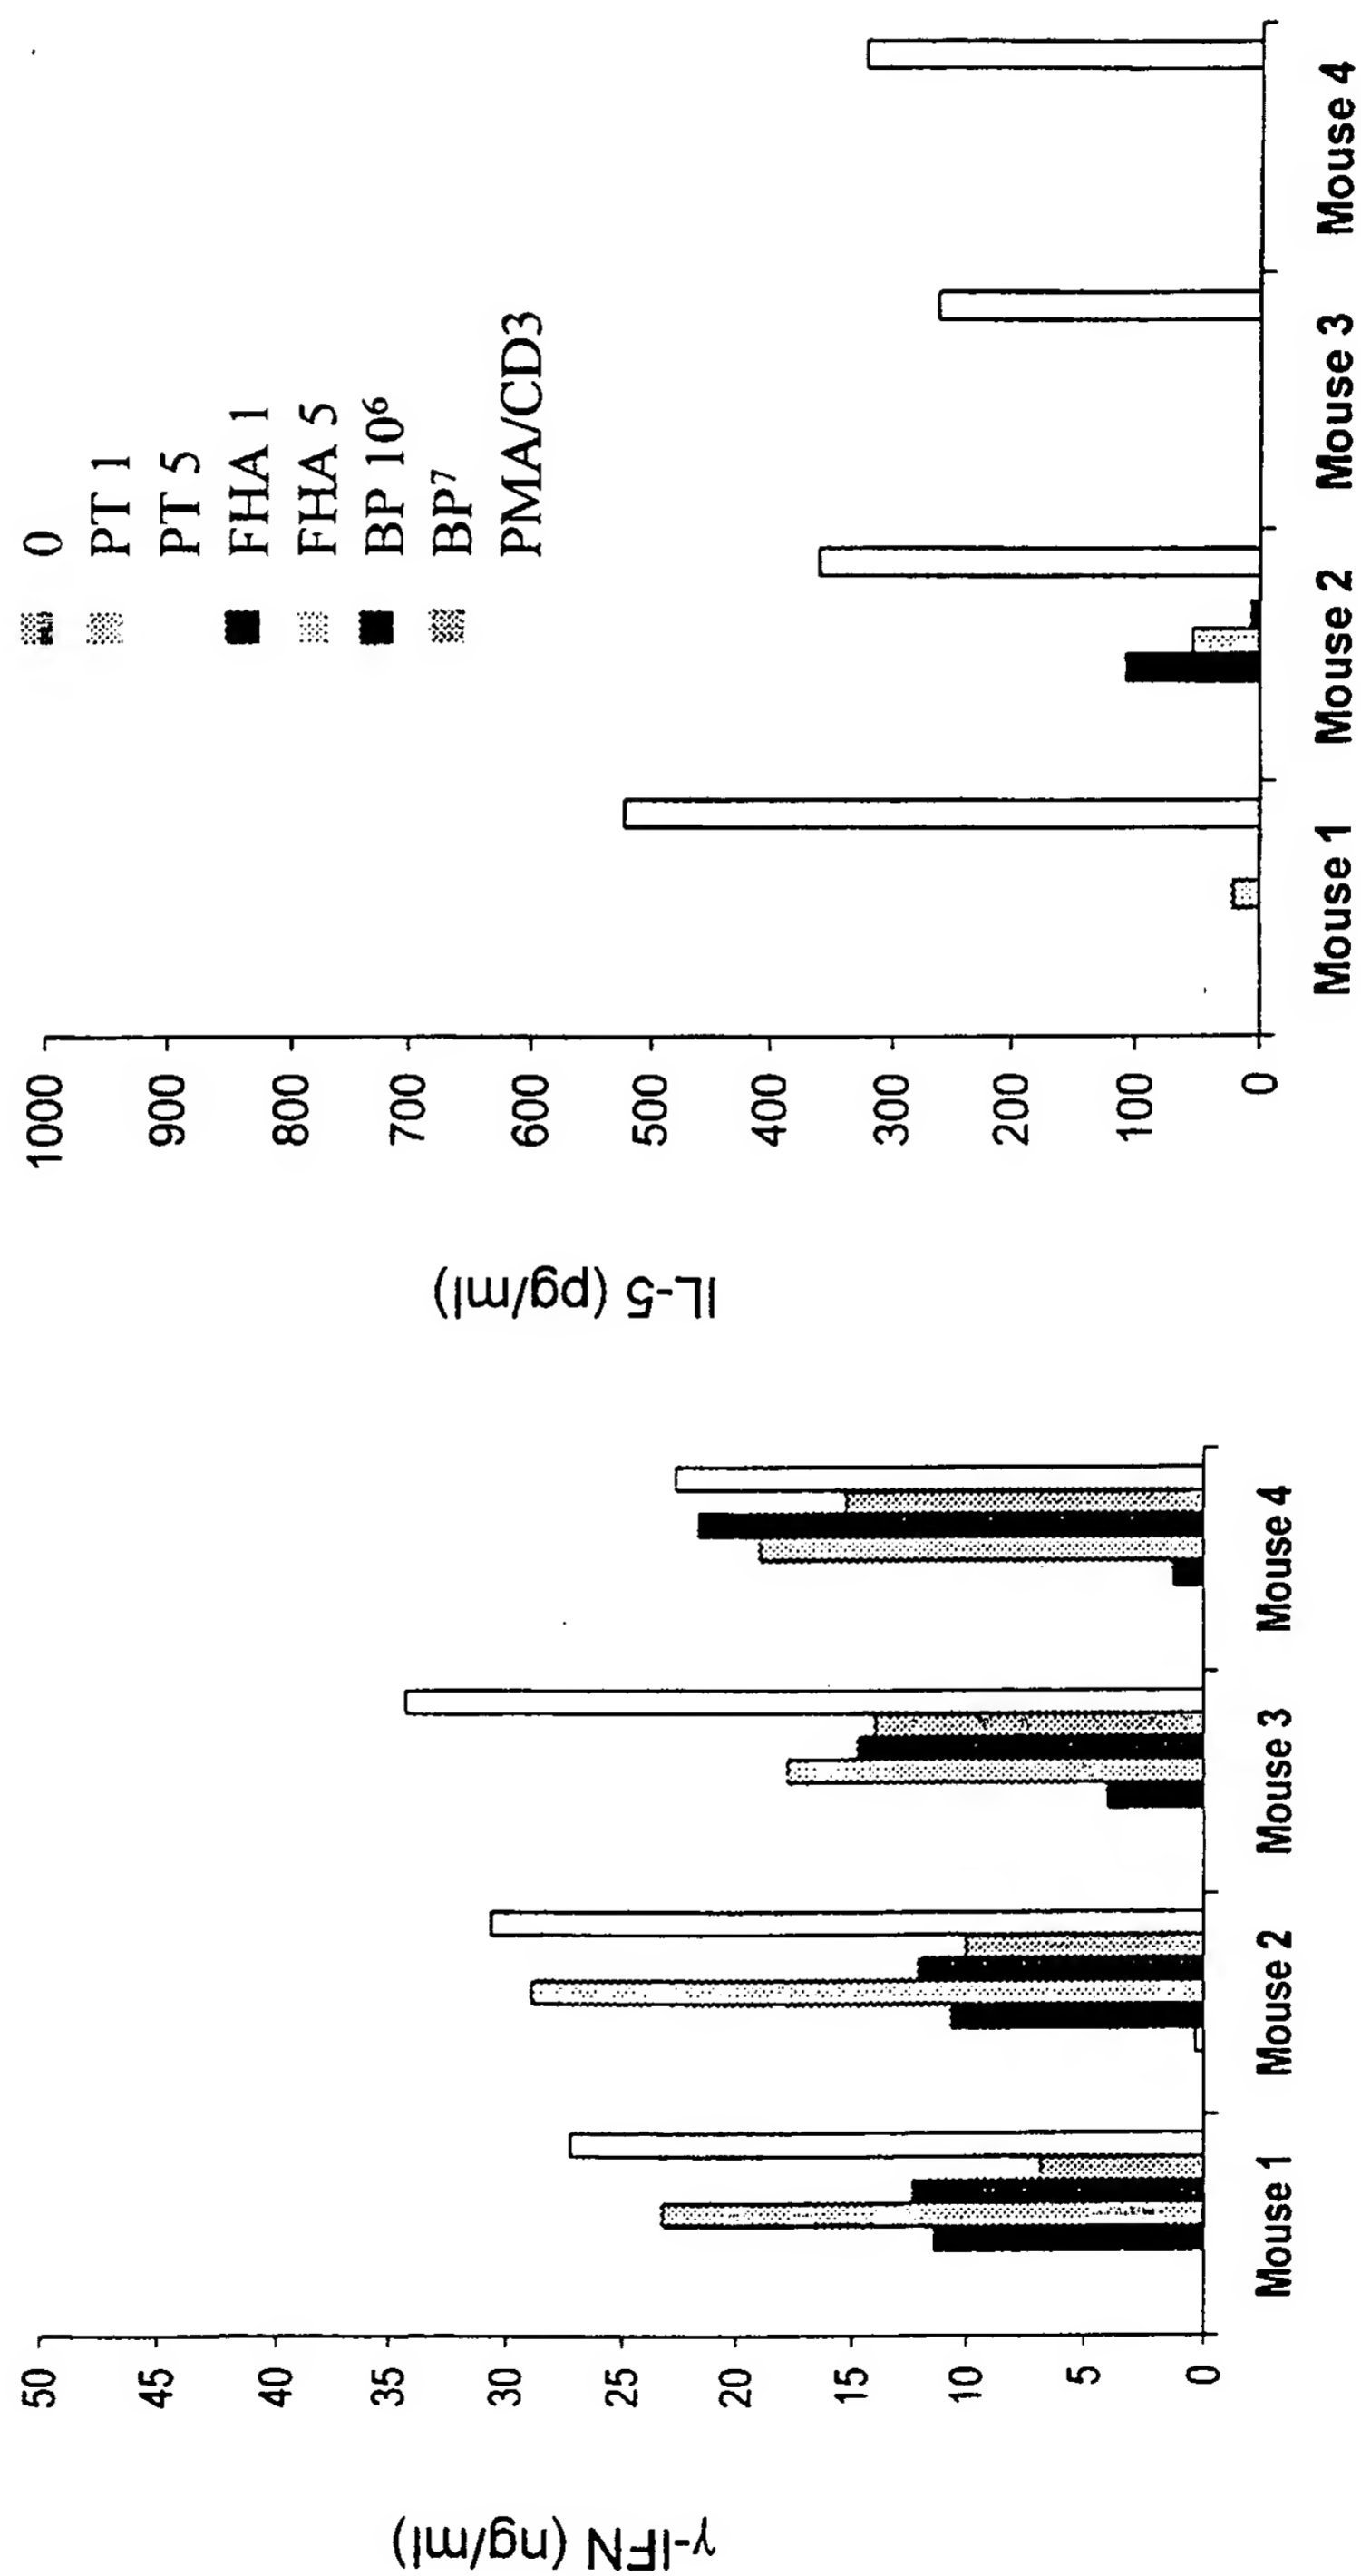 γ-IFN (ng/ml)
50
45
40
35
30
25
20
15
10
5
0
Mouse 1
Mouse 2
Mouse 3
Mouse 4
IL-5 (pg/ml)
1000
900
800
700
600
500
400
300
200
100
0
Mouse 1
Mouse 2
Mouse 3
Mouse 4
0
PT 1
PT 5
FHA 1
FHA 5
BP 10⁶
BP⁷
PMA/CD3